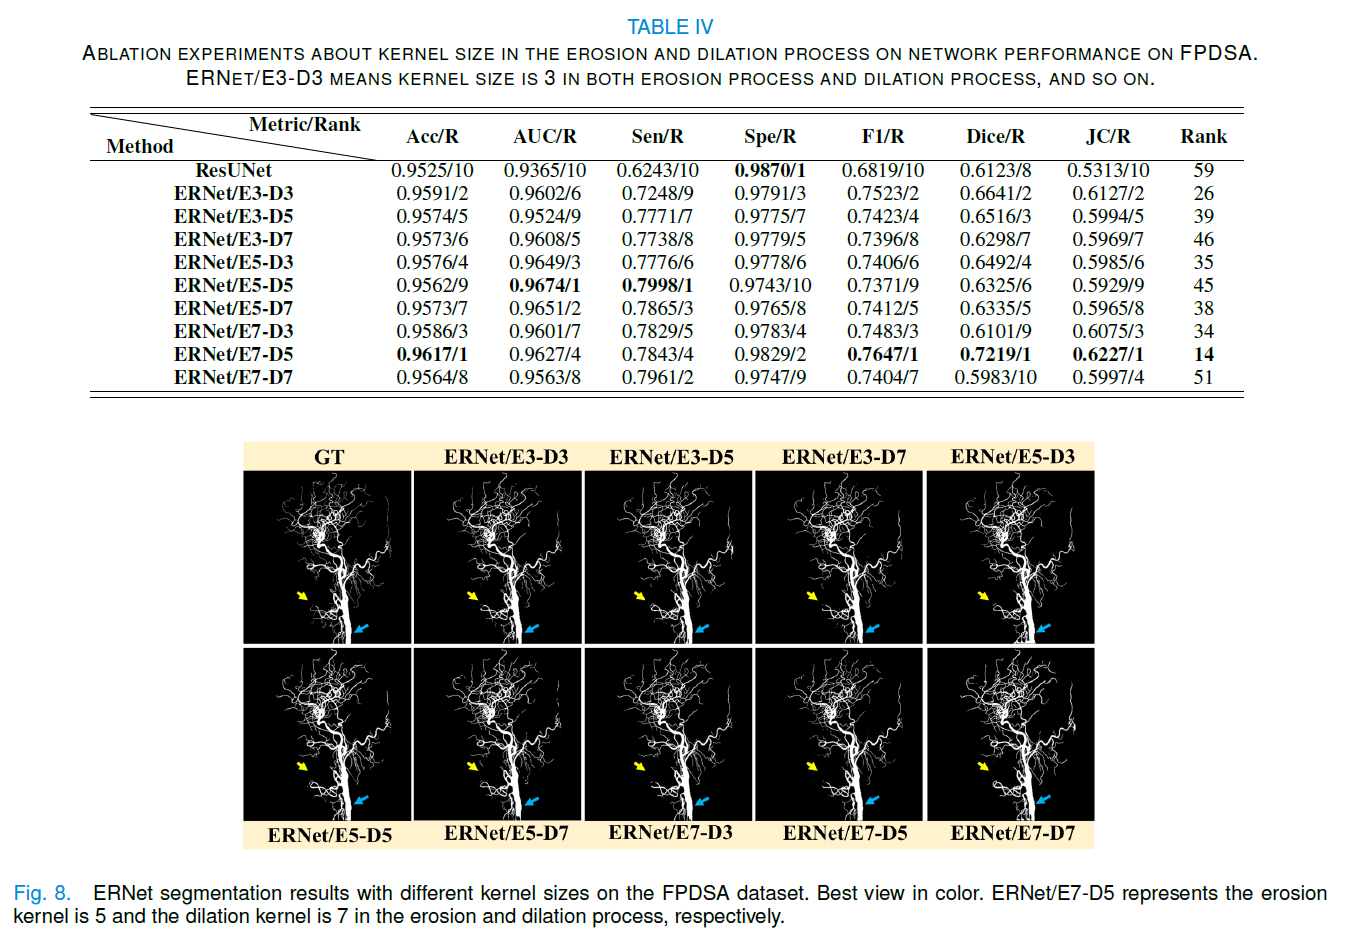 TABLE IV
ABLATION EXPERIMENTS ABOUT KERNEL SIZE IN THE EROSION AND DILATION PROCESS ON NETWORK PERFORMANCE ON FPDSA.
ERNET/E3-D3 MEANS KERNEL SIZE IS 3 IN BOTH EROSION PROCESS AND DILATION PROCESS, AND SO ON.
Metric/Rank Acc/R AUC/R Sen/R Spe/R F1/R Dice/R JC/R Rank
Method
ResUNet 0.9525/10 0.9365/10 0.6243/10 0.9870/1 0.6819/10 0.6123/8 0.5313/10 59
ERNet/E3-D3 0.9591/2 0.9602/6 0.7248/9 0.9791/3 0.7523/2 0.6641/2 0.6127/2 26
ERNet/E3-D5 0.9574/5 0.9524/9 0.7771/7 0.9775/7 0.7423/4 0.6516/3 0.5994/5 39
ERNet/E3-D7 0.9573/6 0.9608/5 0.7738/8 0.9779/5 0.7396/8 0.6298/7 0.5969/7 46
ERNet/E5-D3 0.9576/4 0.9649/3 0.7776/6 0.9778/6 0.7406/6 0.6492/4 0.5985/6 35
ERNet/E5-D5 0.9562/9 0.9674/1 0.7998/1 0.9743/10 0.7371/9 0.6325/6 0.5929/9 45
ERNet/E5-D7 0.9573/7 0.9651/2 0.7865/3 0.9765/8 0.7412/5 0.6335/5 0.5965/8 38
ERNet/E7-D3 0.9586/3 0.9601/7 0.7829/5 0.9783/4 0.7483/3 0.6101/9 0.6075/3 34
ERNet/E7-D5 0.9617/1 0.9627/4 0.7843/4 0.9829/2 0.7647/1 0.7219/1 0.6227/1 14
ERNet/E7-D7 0.9564/8 0.9563/8 0.7961/2 0.9747/9 0.7404/7 0.5983/10 0.5997/4 51
GT ERNet/E3-D3 ERNet/E3-D5 ERNet/E3-D7 ERNet/E5-D3
ERNet/E5-D5 ERNet/E5-D7 ERNet/E7-D3 ERNet/E7-D5 ERNet/E7-D7
Fig. 8. ERNet segmentation results with different kernel sizes on the FPDSA dataset. Best view in color. ERNet/E7-D5 represents the erosion
kernel is 5 and the dilation kernel is 7 in the erosion and dilation process, respectively.